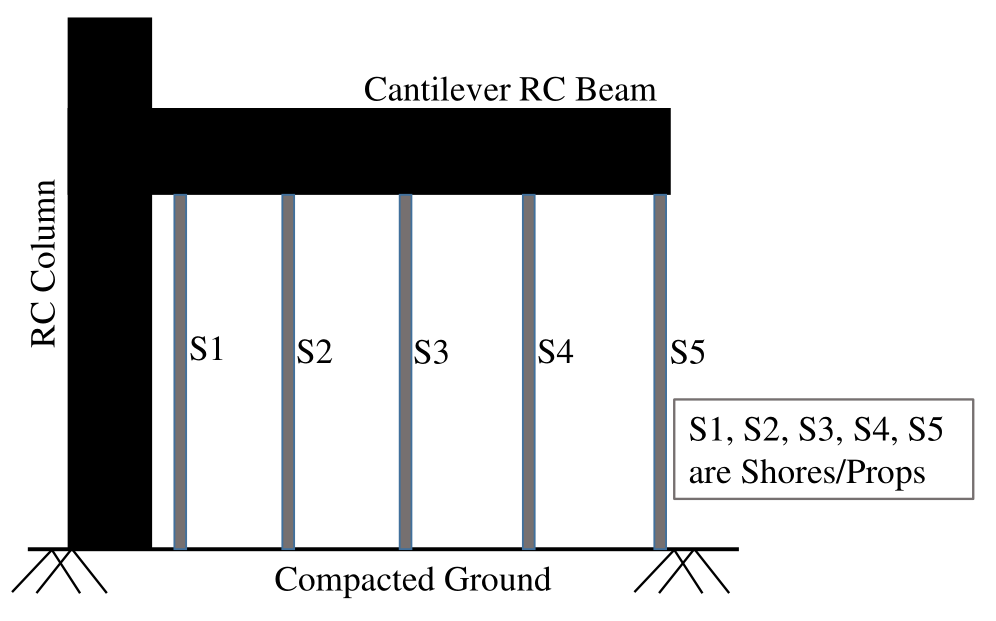 Cantilever RC Beam
RC Column
S1
S2
S3
S4
S5
S1, S2, S3, S4, S5
are Shores/Props
Compacted Ground